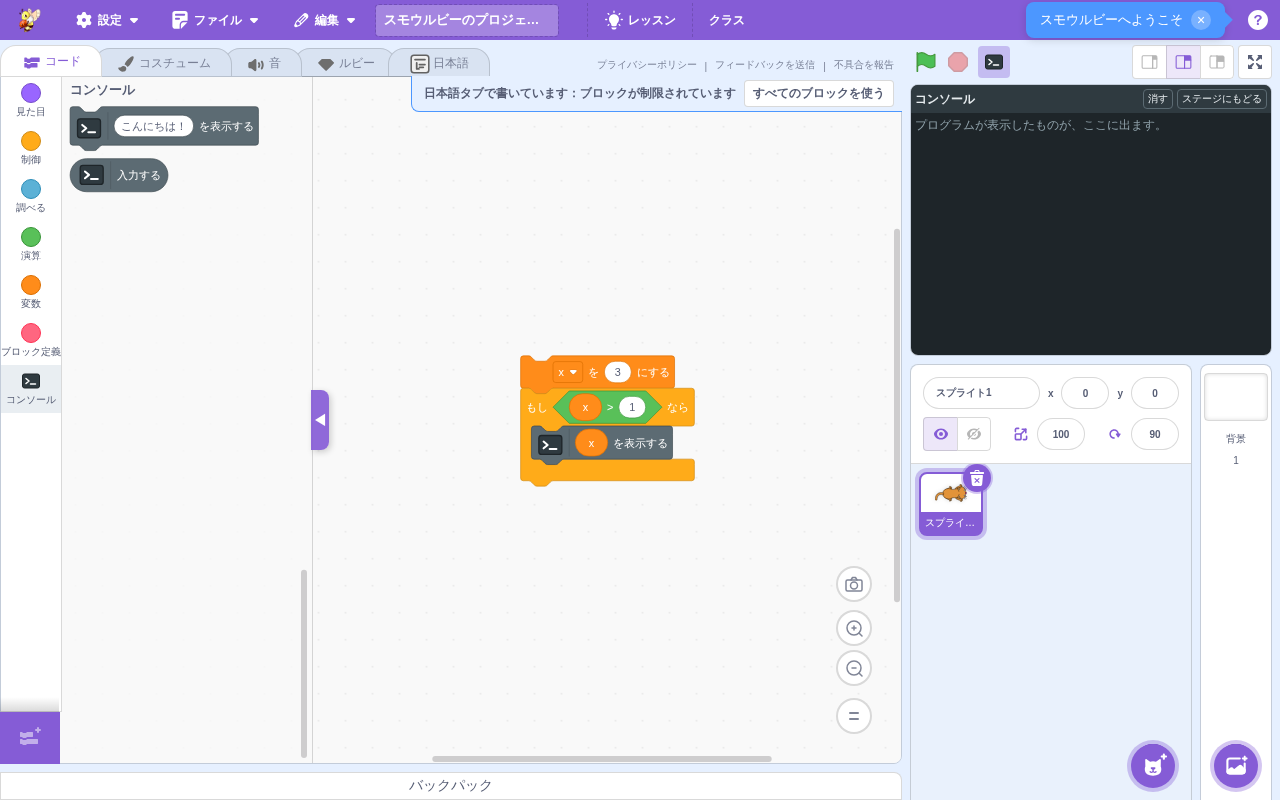 設定
ファイル
編集
スモウルビーのプロジェ…
レッスン
クラス
スモウルビーへようこそ
?
コード
コスチューム
音
ルビー
日本語
プライバシーポリシー | フィードバックを送信 | 不具合を報告
コンソール
日本語タブで書いています：ブロックが制限されています
すべてのブロックを使う
見た目
制御
調べる
演算
変数
ブロック定義
コンソール
こんにちは！ を表示する
入力する
x を 3 にする
もし x > 1 なら
x を表示する
コンソール
消す
ステージにもどる
プログラムが表示したものが、ここに出ます。
スプライト1
x 0
y 0
100
90
スプライ…
背景
1
バックパック